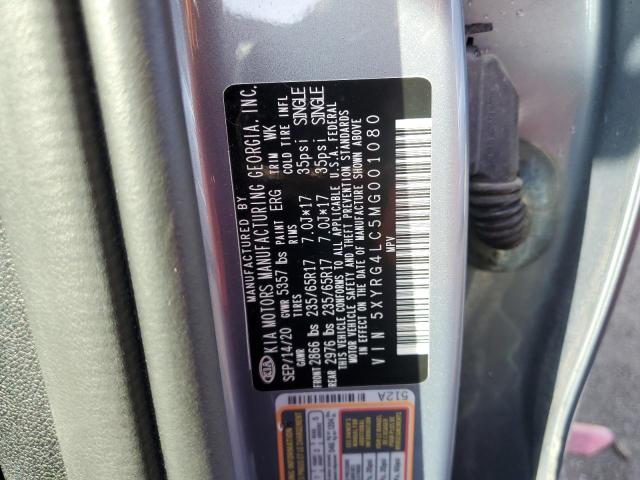 MANUFACTURED BY
KIA KIA MOTORS MANUFACTURING GEORGIA, INC.
SEP/14/20 GVWR 5357 lbs PAINT ERG TRIM WK
GAWR TIRES RIMS COLD TIRE INFL
FRONT 2866 lbs 235/65R17 7.0J*17 35psi SINGLE
REAR 2976 lbs 235/65R17 7.0J*17 35psi SINGLE
THIS VEHICLE CONFORMS TO ALL APPLICABLE U.S.A. FEDERAL
MOTOR VEHICLE SAFETY AND THEFT PREVENTION STANDARDS
IN EFFECT ON THE DATE OF MANUFACTURE SHOWN ABOVE
VIN 5XYRG4LC5MG001080
MPV
512A